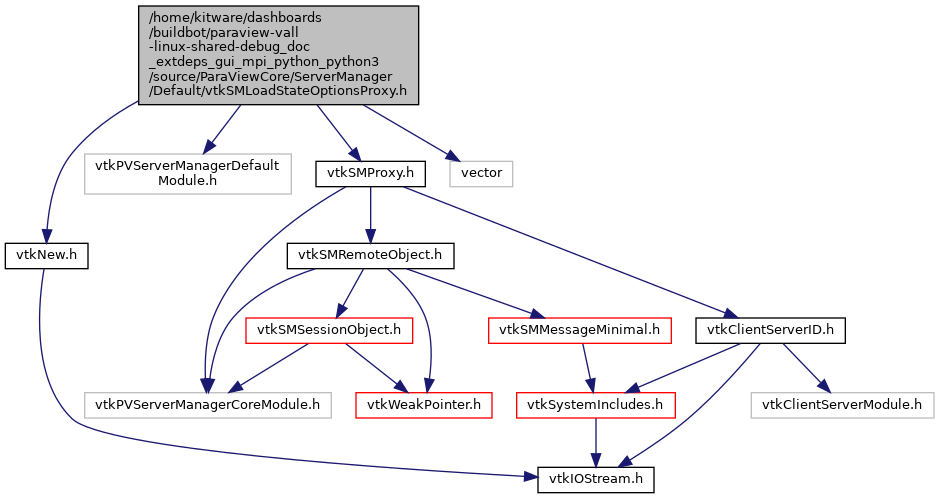 /home/kitware/dashboards
/buildbot/paraview-vall
-linux-shared-debug_doc
_extdeps_gui_mpi_python_python3
/source/ParaViewCore/ServerManager
/Default/vtkSMLoadStateOptionsProxy.h
vtkPVServerManagerDefault
Module.h
vtkSMProxy.h
vector
vtkNew.h
vtkSMRemoteObject.h
vtkSMSessionObject.h
vtkSMMessageMinimal.h
vtkClientServerID.h
vtkPVServerManagerCoreModule.h
vtkWeakPointer.h
vtkSystemIncludes.h
vtkClientServerModule.h
vtkIOStream.h